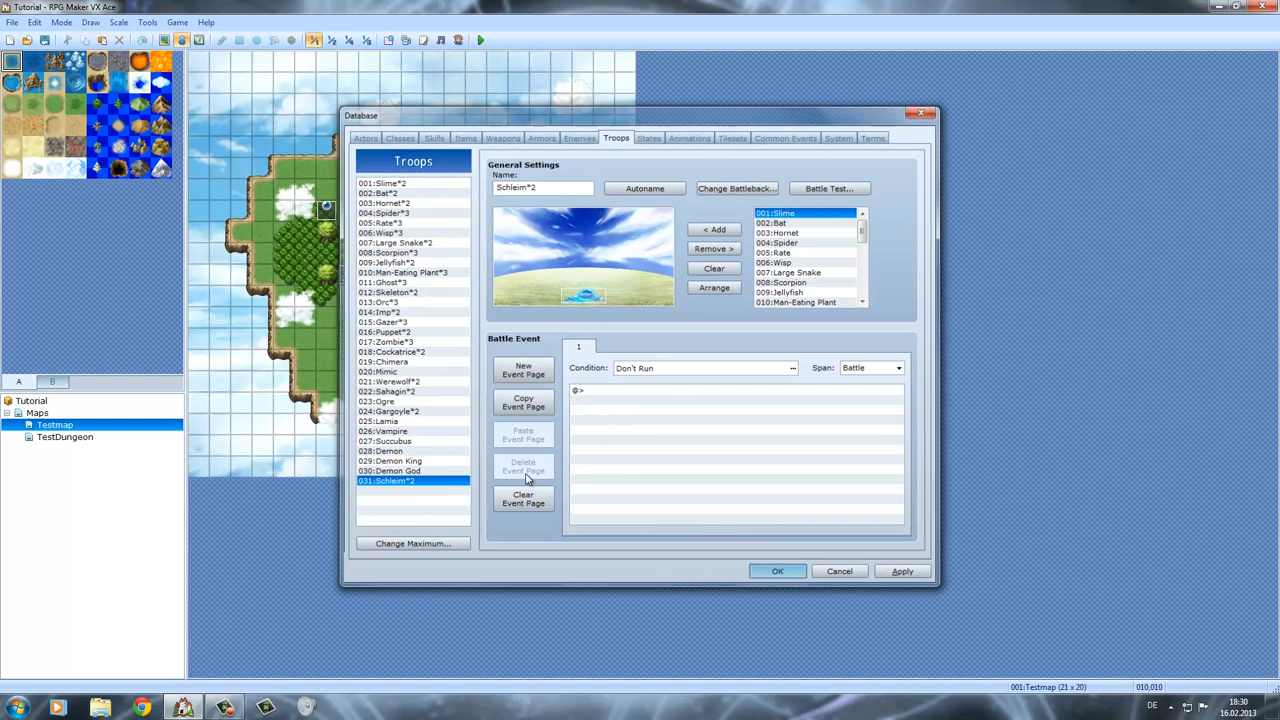 Tutorial - RPG Maker VX Ace
File Edit Mode Draw Scale Tools Game Help
1/1 1/2 1/4 1/8
A B
Tutorial
Maps
Testmap
TestDungeon
Database
Actors Classes Skills Items Weapons Armors Enemies Troops States Animations Tilesets Common Events System Terms
Troops
001:Slime*2
002:Bat*2
003:Hornet*2
004:Spider*3
005:Rate*3
006:Wisp*3
007:Large Snake*2
008:Scorpion*3
009:Jellyfish*2
010:Man-Eating Plant*3
011:Ghost*3
012:Skeleton*2
013:Orc*3
014:Imp*2
015:Gazer*3
016:Puppet*2
017:Zombie*3
018:Cockatrice*2
019:Chimera
020:Mimic
021:Werewolf*2
022:Sahagin*2
023:Ogre
024:Gargoyle*2
025:Lamia
026:Vampire
027:Succubus
028:Demon
029:Demon King
030:Demon God
031:Schleim*2
Change Maximum...
General Settings
Name:
Schleim*2 Autoname Change Battleback... Battle Test...
< Add
Remove >
Clear
Arrange
001:Slime
002:Bat
003:Hornet
004:Spider
005:Rate
006:Wisp
007:Large Snake
008:Scorpion
009:Jellyfish
010:Man-Eating Plant
Battle Event
1
New
Event Page
Copy
Event Page
Paste
Event Page
Delete
Event Page
Clear
Event Page
Condition: Don't Run ... Span: Battle
@>
OK Cancel Apply
001:Testmap (21 x 20) 010,010
DE 18:30
16.02.2013